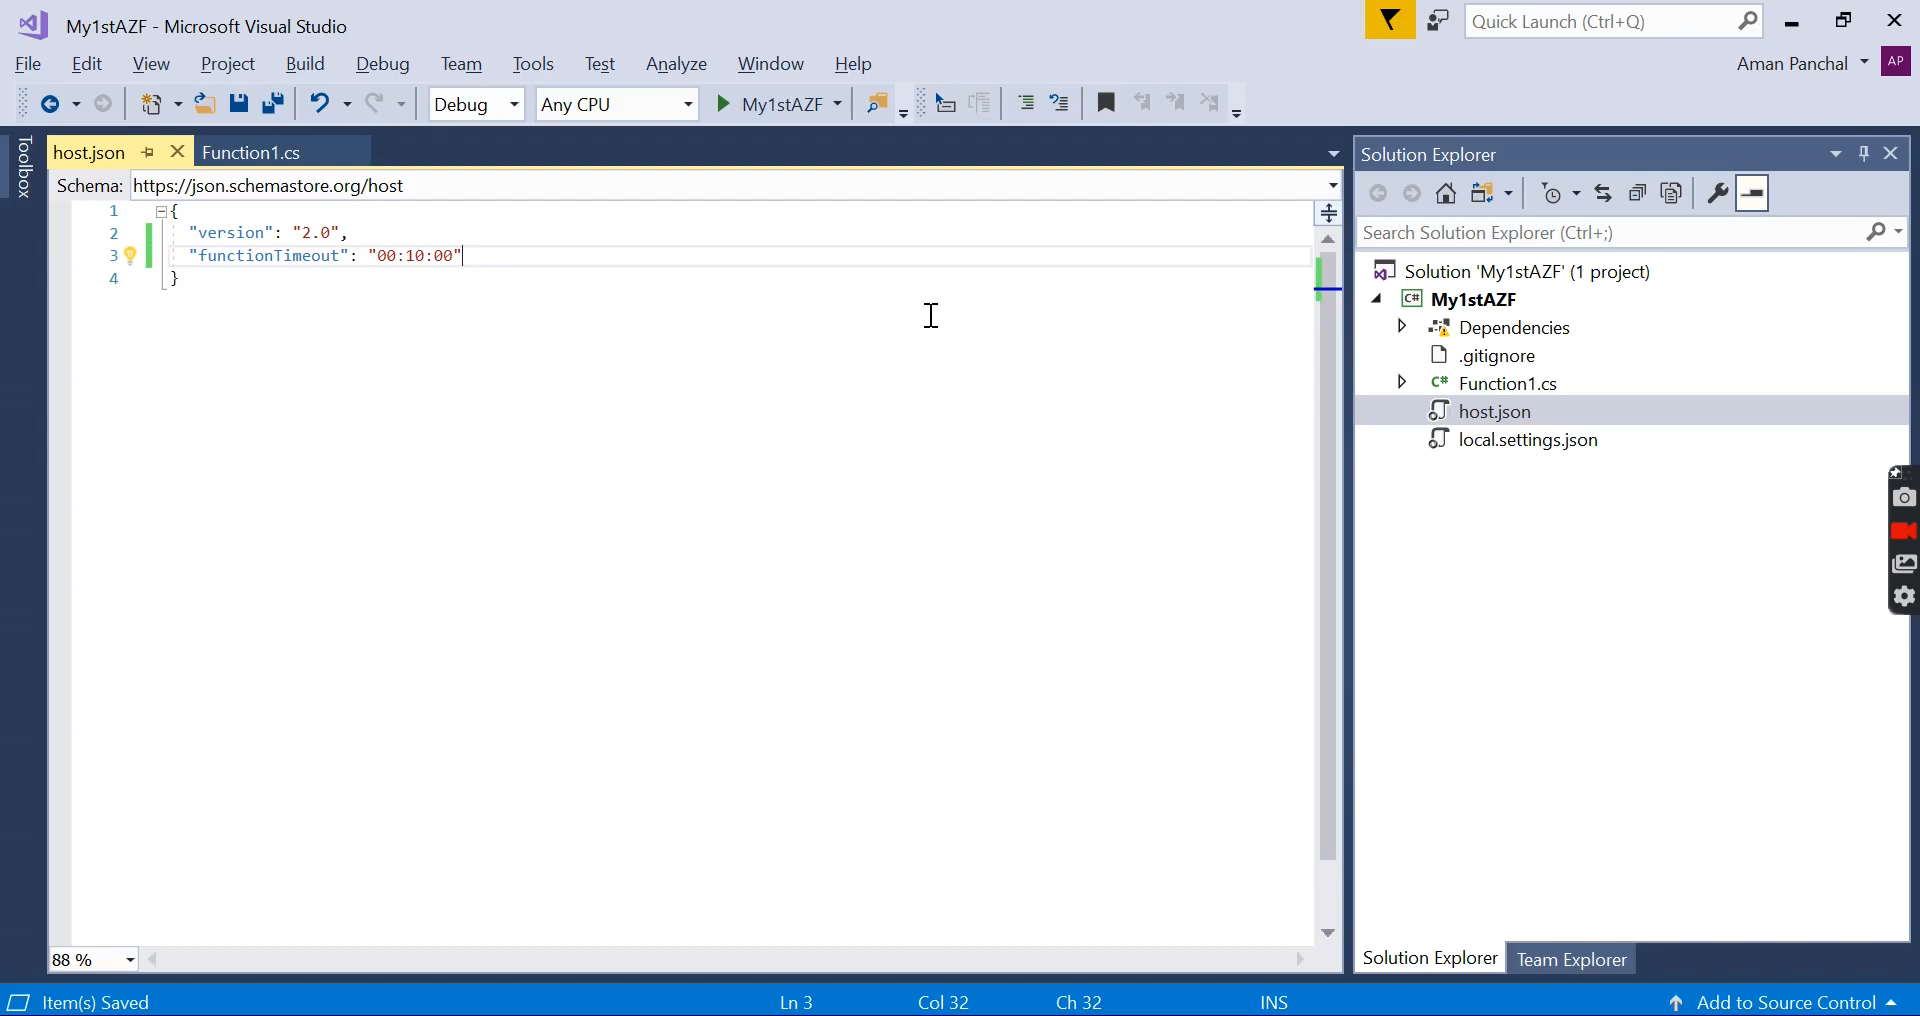 My1stAZF - Microsoft Visual Studio
Quick Launch (Ctrl+Q)
File Edit View Project Build Debug Team Tools Test Analyze Window Help
Aman Panchal AP
Debug Any CPU My1stAZF
Toolbox
host.json Function1.cs
Schema: https://json.schemastore.org/host
1 {
2 "version": "2.0",
3 "functionTimeout": "00:10:00"
4 }
88 %
Solution Explorer
Search Solution Explorer (Ctrl+;)
Solution 'My1stAZF' (1 project)
C# My1stAZF
Dependencies
.gitignore
C# Function1.cs
host.json
local.settings.json
Solution Explorer Team Explorer
Item(s) Saved Ln 3 Col 32 Ch 32 INS Add to Source Control